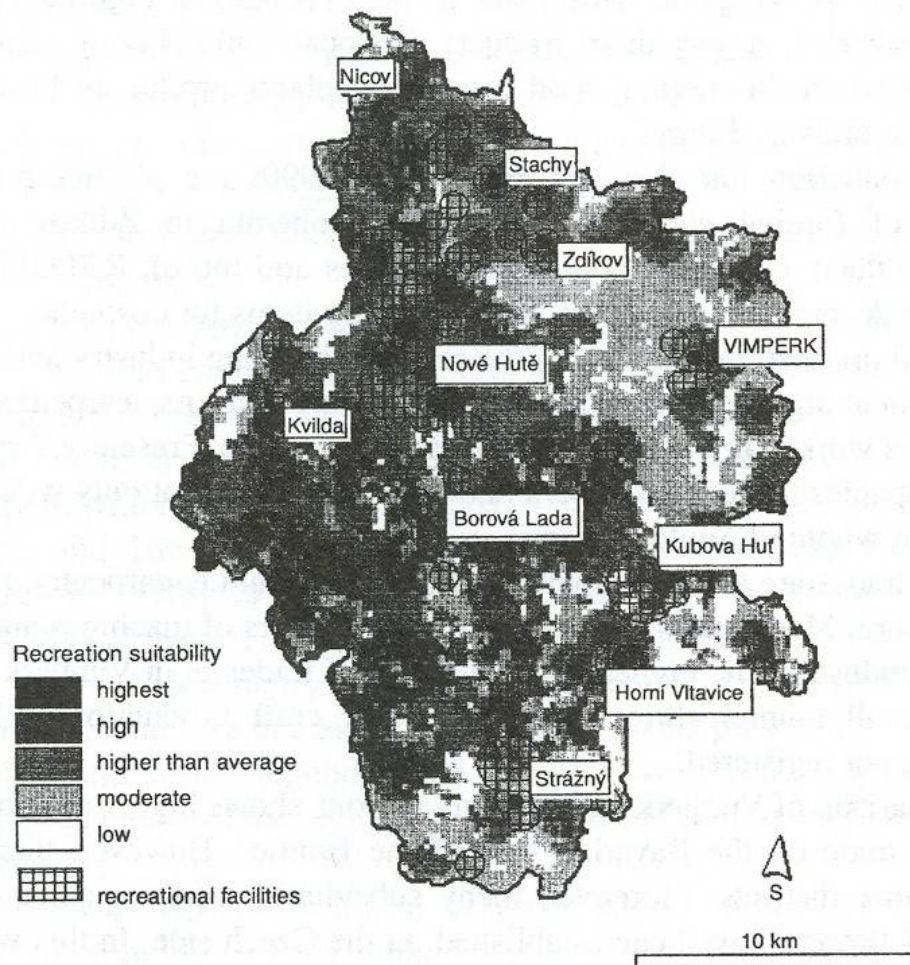 Nicov
Stachy
Zdíkov
VIMPERK
Nové Hutě
Kvilda
Borová Lada
Kubova Huť
Horní Vltavice
Strážný
Recreation suitability
highest
high
higher than average
moderate
low
recreational facilities
S
10 km